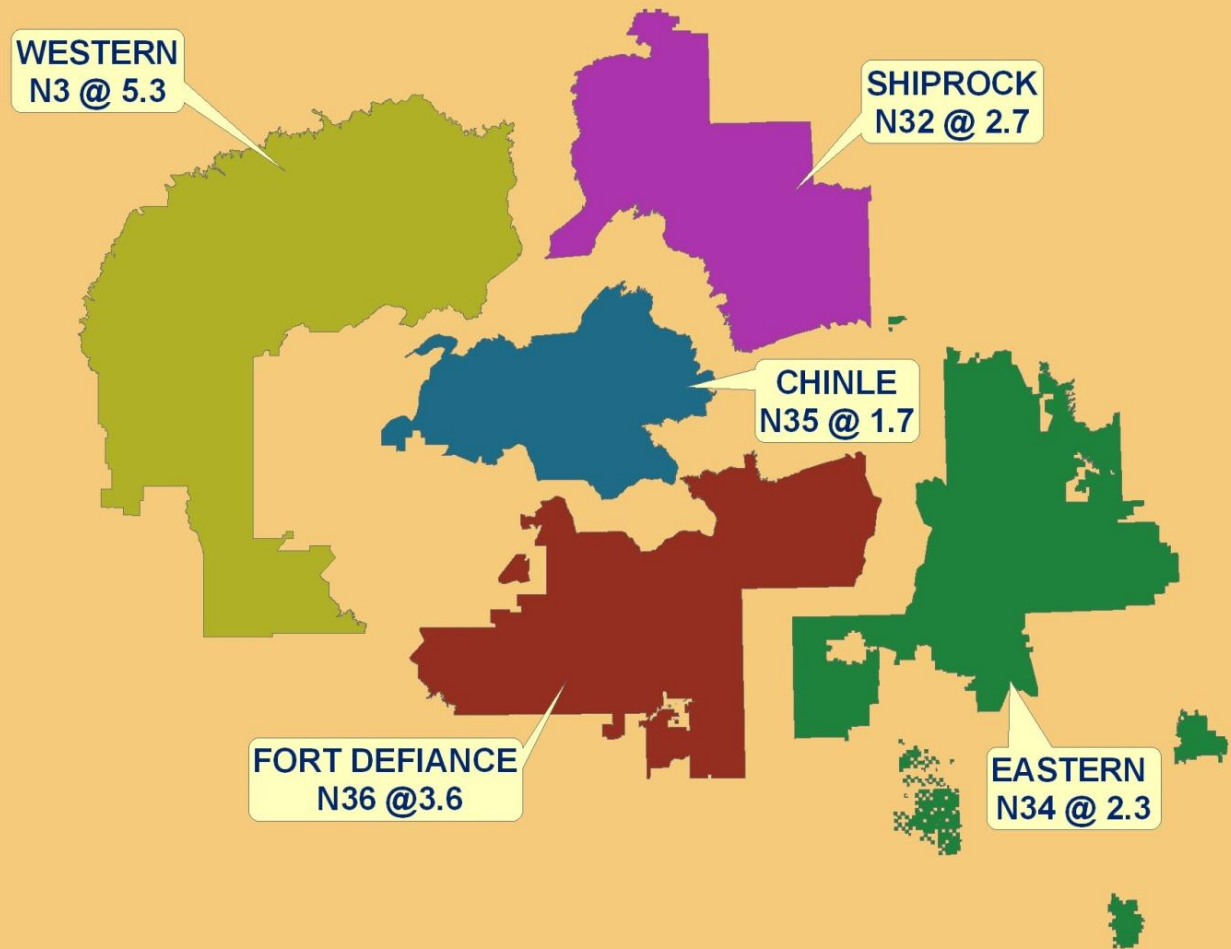 WESTERN
N3 @ 5.3
SHIPROCK
N32 @ 2.7
CHINLE
N35 @ 1.7
FORT DEFIANCE
N36 @3.6
EASTERN
N34 @ 2.3